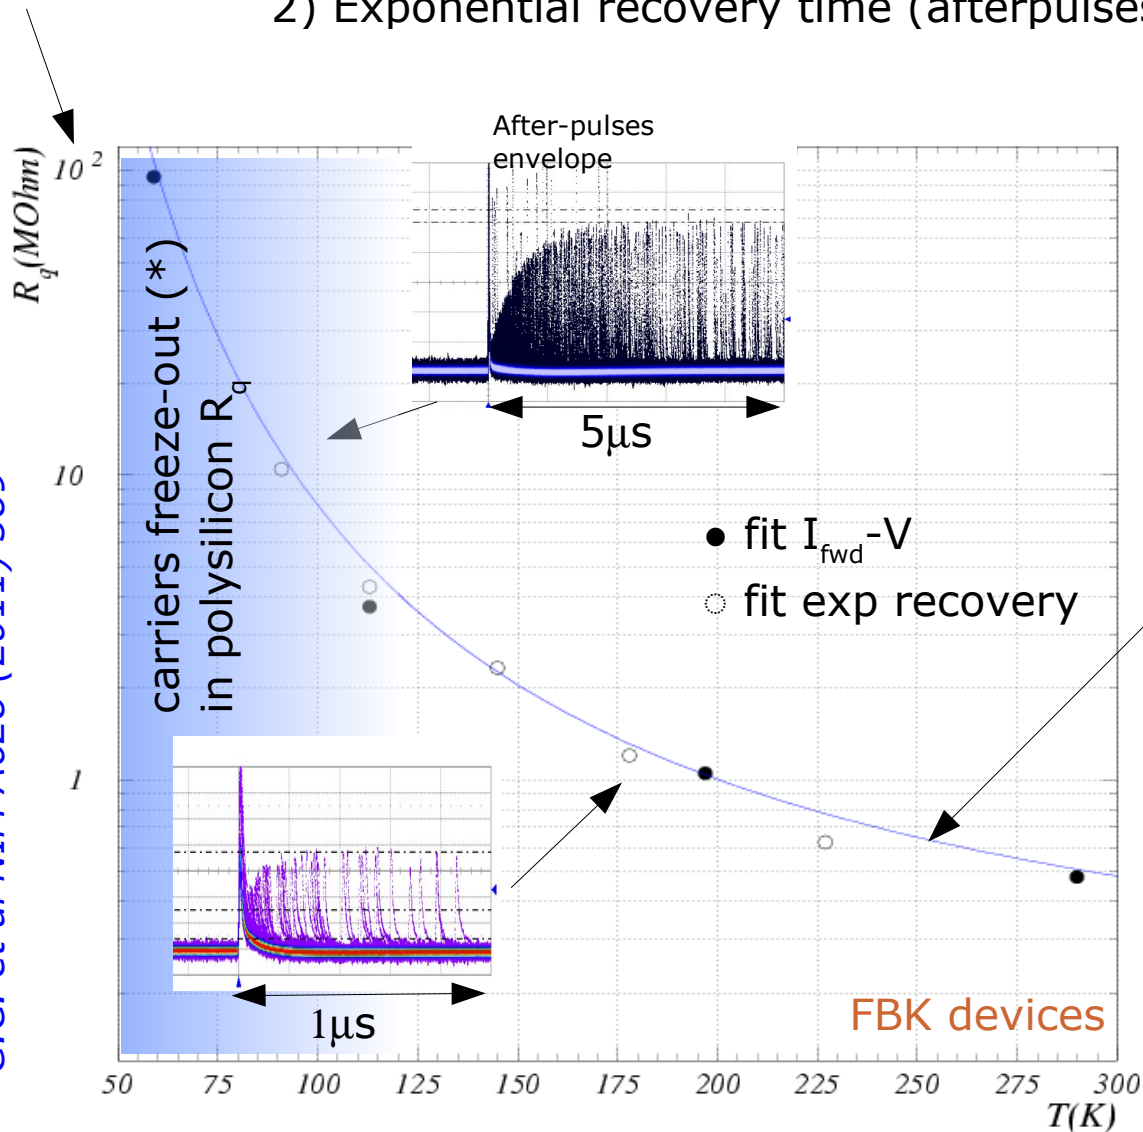 2) Exponential recovery time (afterpulses
After-pulses
envelope
R_q(MOhm)
10^2
10
1
carriers freeze-out (*)
in polysilicon R_q
5μs
● fit I_fwd-V
○ fit exp recovery
1μs
FBK devices
50 75 100 125 150 175 200 225 250 275 300
T(K)